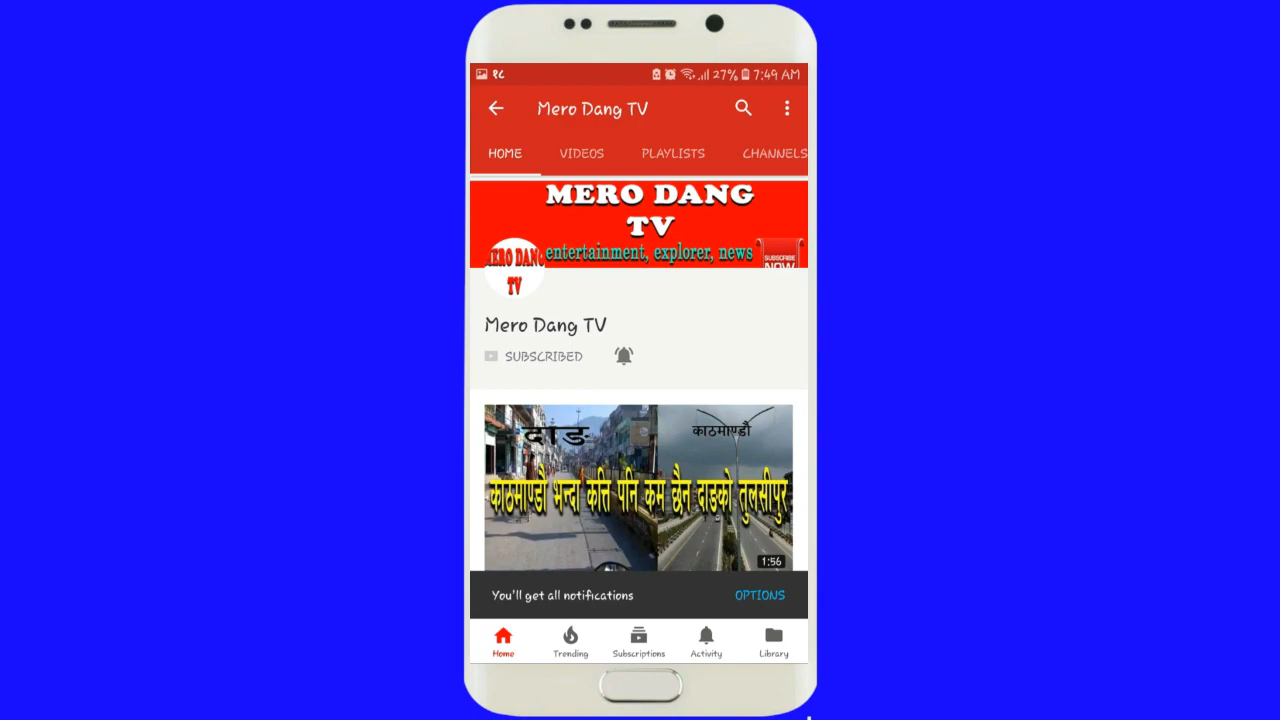 १८ 27% 7:49 AM
Mero Dang TV
HOME VIDEOS PLAYLISTS CHANNELS
MERO DANG
TV
entertainment, explorer, news
SUBSCRIBE
NOW
MERO DANG
TV
Mero Dang TV
SUBSCRIBED
दाङ
काठमाण्डौ
काठमाण्डौ भन्दा कत्ति पनि कम छैन दाङको तुलसीपुर
1:56
You'll get all notifications OPTIONS
Home Trending Subscriptions Activity Library